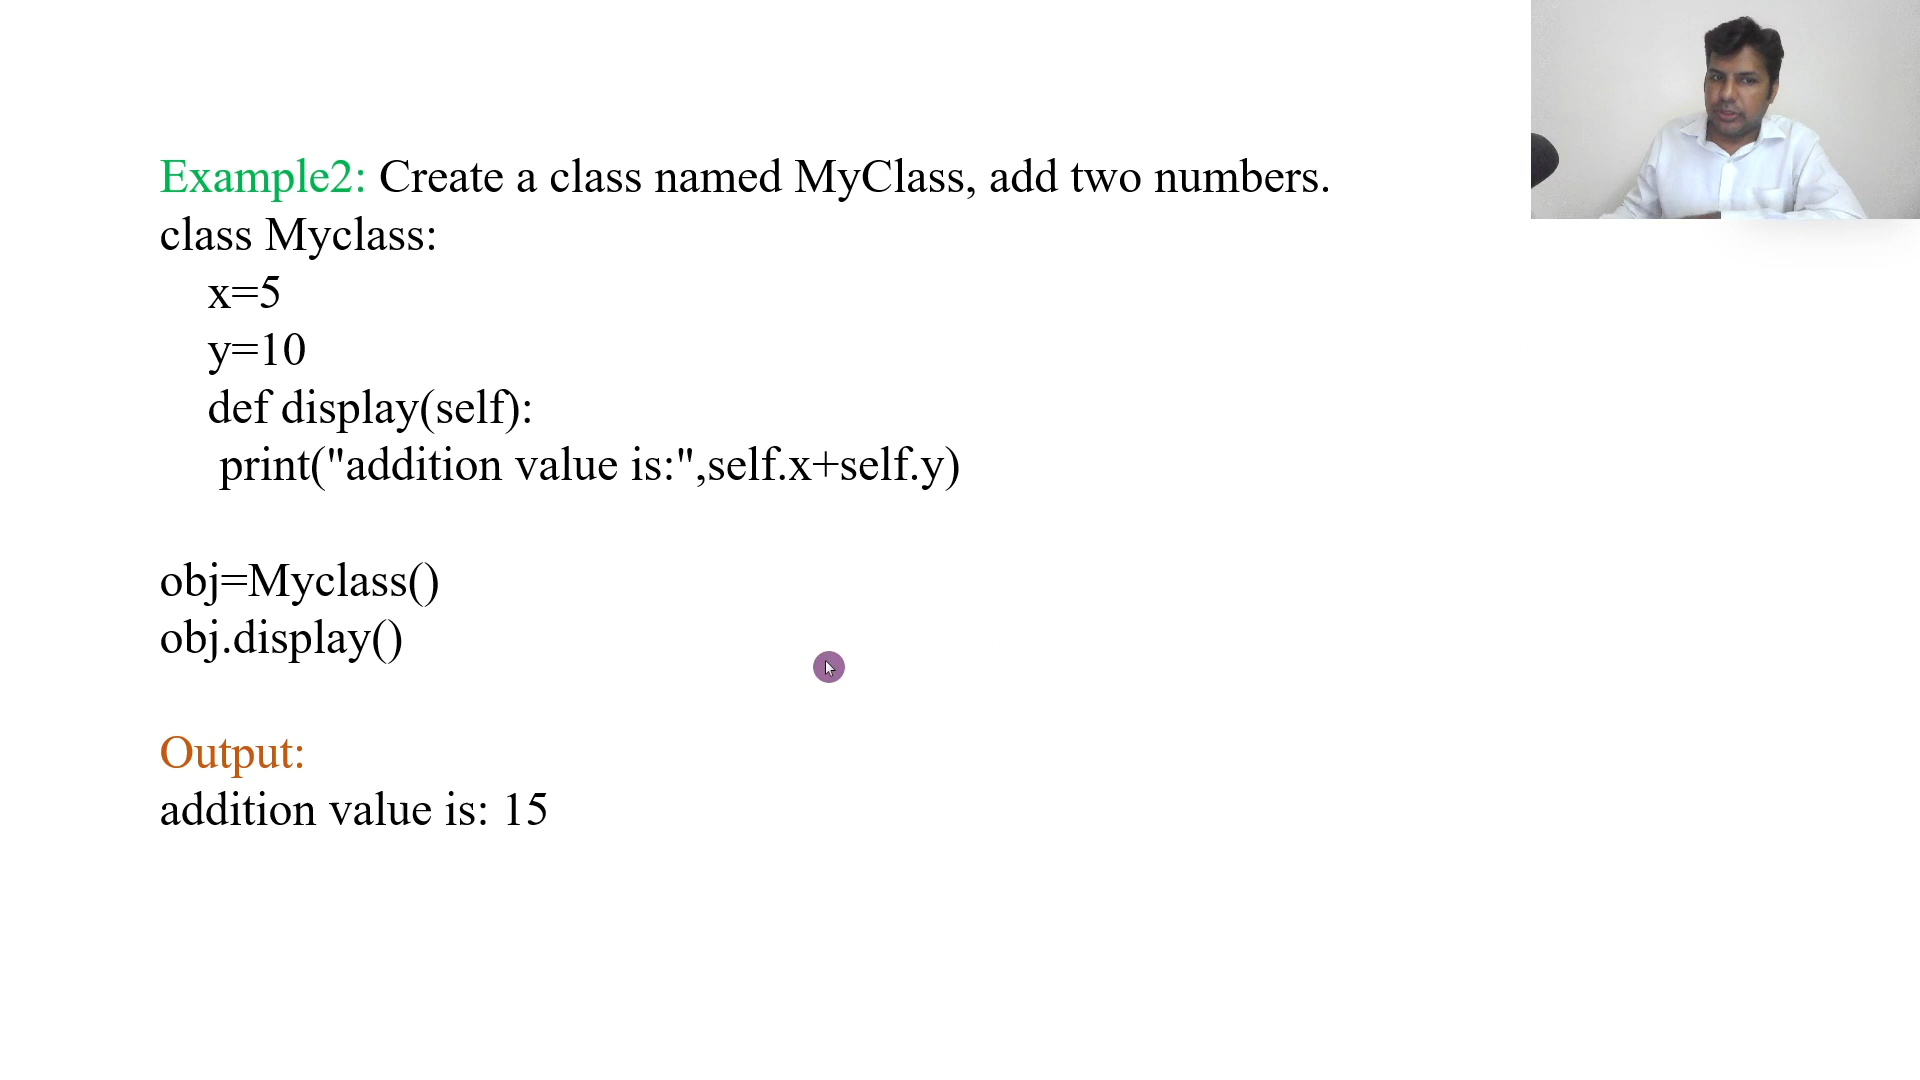 Example2: Create a class named MyClass, add two numbers.
class Myclass:
x=5
y=10
def display(self):
print("addition value is:",self.x+self.y)
obj=Myclass()
obj.display()
Output:
addition value is: 15